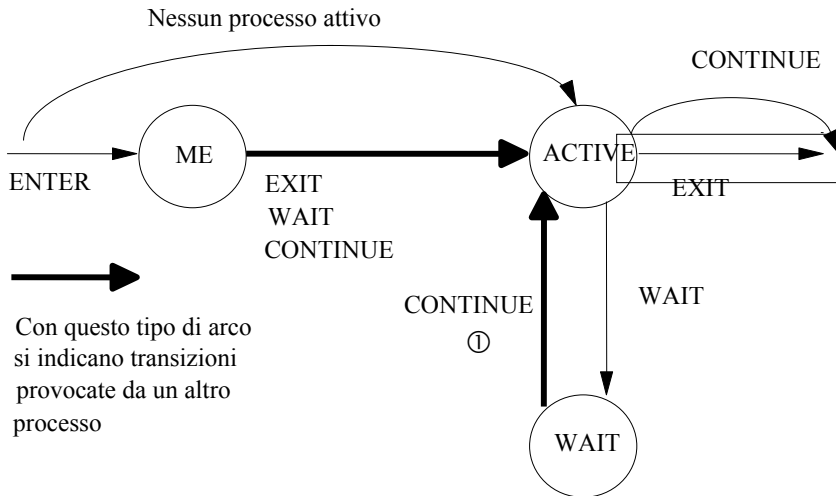 Nessun processo attivo
CONTINUE
ME
ACTIVE
ENTER
EXIT
WAIT
CONTINUE
EXIT
CONTINUE
①
WAIT
Con questo tipo di arco
si indicano transizioni
provocate da un altro
processo
WAIT